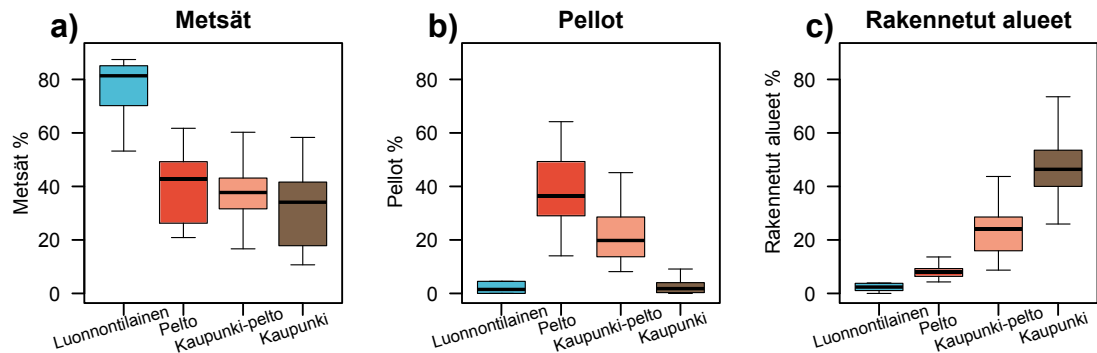 a) Metsät
Metsät %
80
60
40
20
0
Luonnontilainen
Pelto
Kaupunki-pelto
Kaupunki
b) Pellot
Pellot %
80
60
40
20
0
Luonnontilainen
Pelto
Kaupunki-pelto
Kaupunki
c) Rakennetut alueet
Rakennetut alueet %
80
60
40
20
0
Luonnontilainen
Pelto
Kaupunki-pelto
Kaupunki